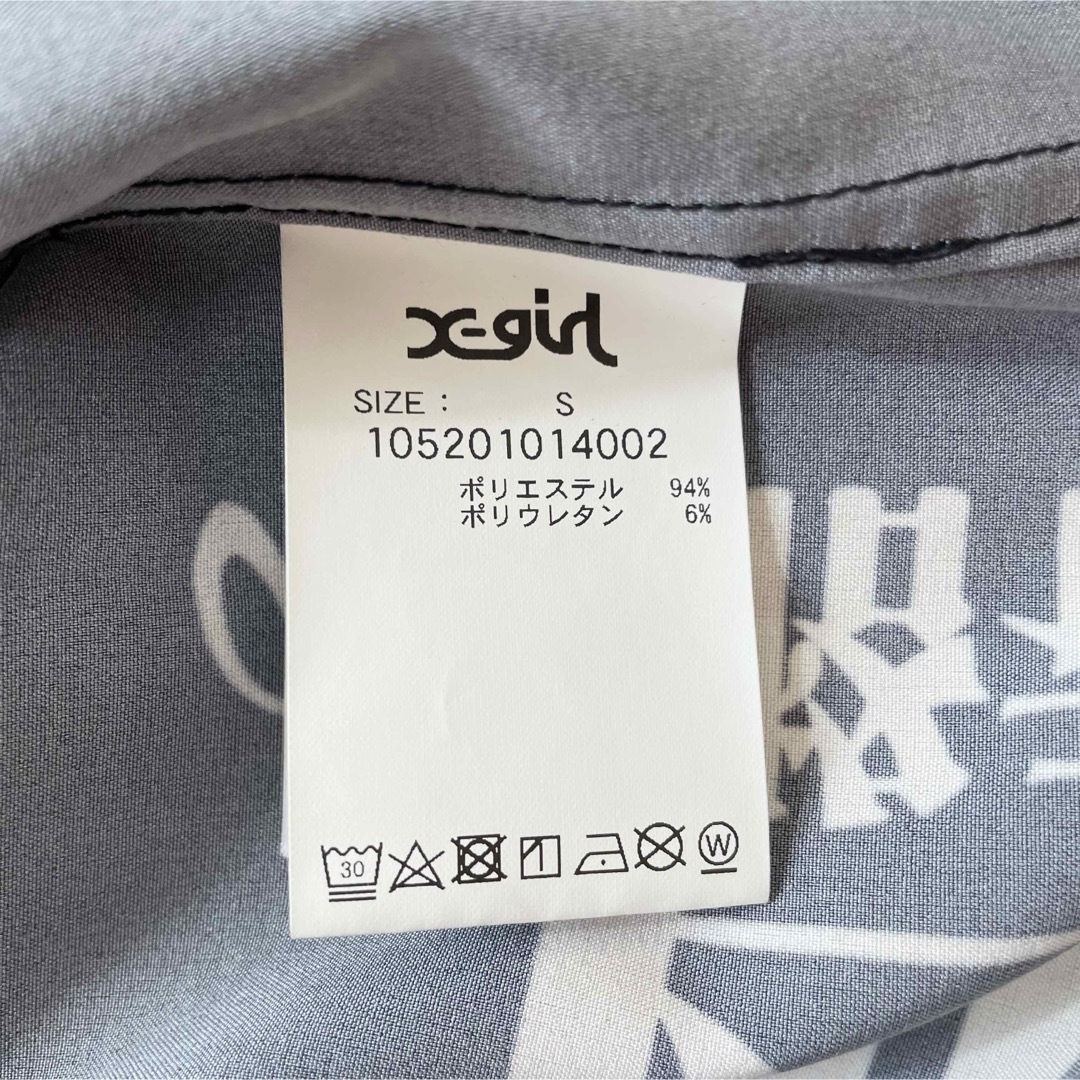 X-girl
SIZE : S
105201014002
ポリエステル 94%
ポリウレタン 6%
30
W